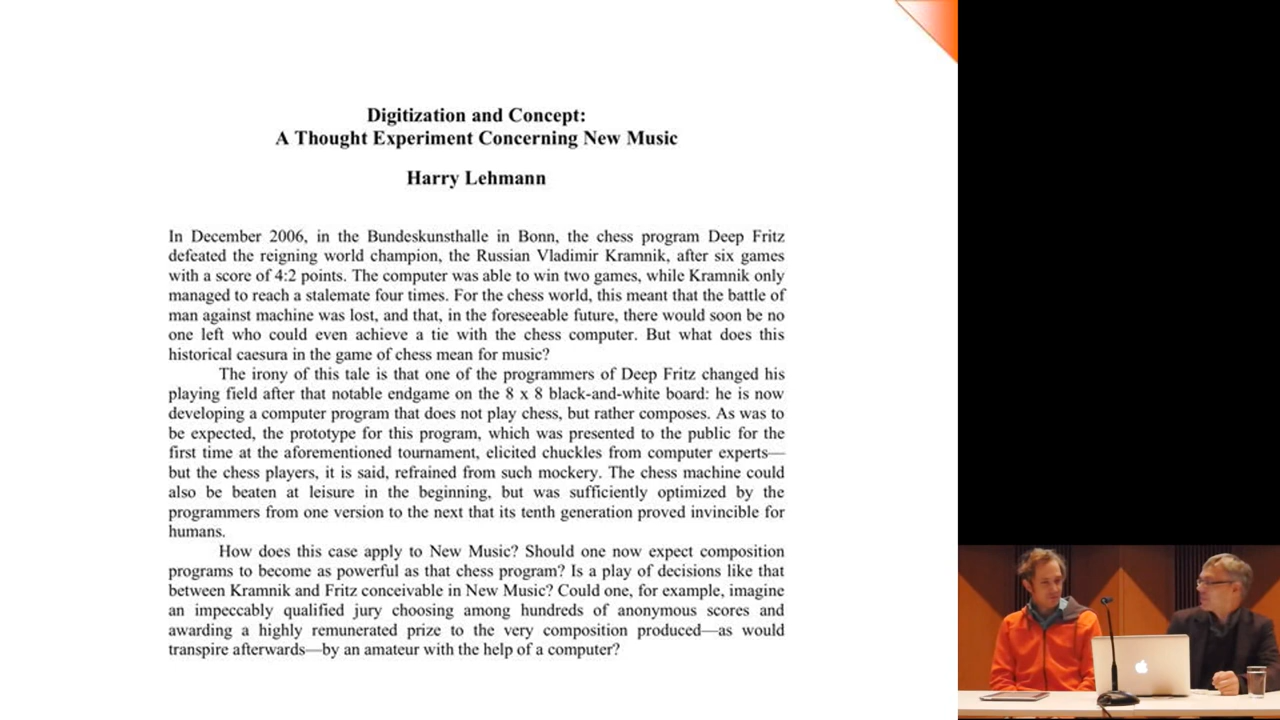 Digitization and Concept:
A Thought Experiment Concerning New Music
Harry Lehmann
In December 2006, in the Bundeskunsthalle in Bonn, the chess program Deep Fritz
defeated the reigning world champion, the Russian Vladimir Kramnik, after six games
with a score of 4:2 points. The computer was able to win two games, while Kramnik only
managed to reach a stalemate four times. For the chess world, this meant that the battle of
man against machine was lost, and that, in the foreseeable future, there would soon be no
one left who could even achieve a tie with the chess computer. But what does this
historical caesura in the game of chess mean for music?
The irony of this tale is that one of the programmers of Deep Fritz changed his
playing field after that notable endgame on the 8 x 8 black-and-white board: he is now
developing a computer program that does not play chess, but rather composes. As was to
be expected, the prototype for this program, which was presented to the public for the
first time at the aforementioned tournament, elicited chuckles from computer experts—
but the chess players, it is said, refrained from such mockery. The chess machine could
also be beaten at leisure in the beginning, but was sufficiently optimized by the
programmers from one version to the next that its tenth generation proved invincible for
humans.
How does this case apply to New Music? Should one now expect composition
programs to become as powerful as that chess program? Is a play of decisions like that
between Kramnik and Fritz conceivable in New Music? Could one, for example, imagine
an impeccably qualified jury choosing among hundreds of anonymous scores and
awarding a highly remunerated prize to the very composition produced—as would
transpire afterwards—by an amateur with the help of a computer?